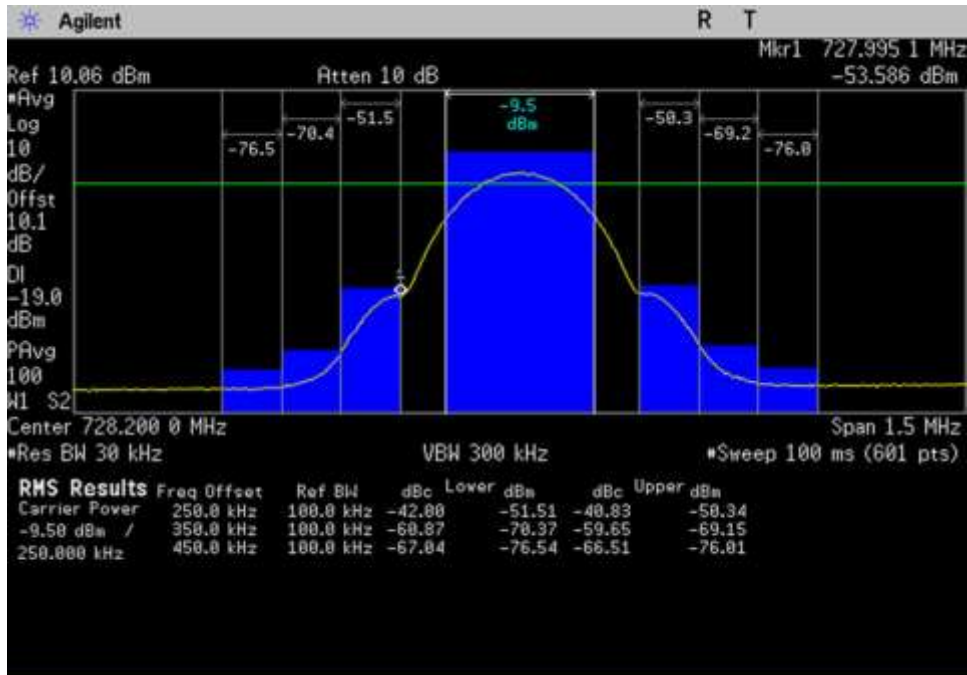 Agilent R T
Mkr1 727.995 1 MHz
Ref 10.06 dBm Atten 10 dB -53.586 dBm
#Avg
Log
10
dB/
Offst
10.1
dB
DI
-19.0
dBm
PAvg
100
W1 S2
-76.5
-70.4
-51.5
-9.5
dBm
-50.3
-69.2
-76.0
1
Center 728.200 0 MHz Span 1.5 MHz
#Res BW 30 kHz VBW 300 kHz #Sweep 100 ms (601 pts)
RMS Results Freq Offset Ref BW dBc Lower dBm dBc Upper dBm
Carrier Power 250.0 kHz 100.0 kHz -42.00 -51.51 -40.83 -50.34
-9.50 dBm / 350.0 kHz 100.0 kHz -60.87 -70.37 -59.65 -69.15
250.000 kHz 450.0 kHz 100.0 kHz -67.04 -76.54 -66.51 -76.01